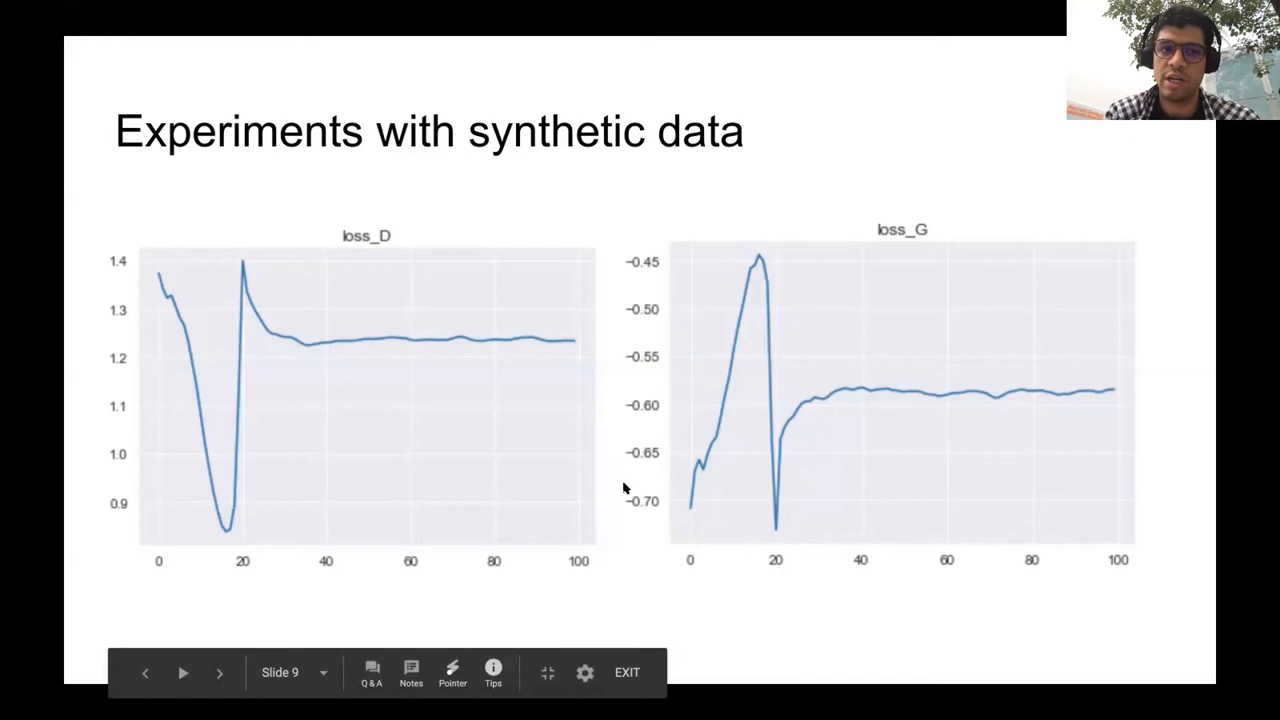 Experiments with synthetic data
loss_D
1.4
1.3
1.2
1.1
1.0
0.9
0
20
40
60
80
100
loss_G
−0.45
−0.50
−0.55
−0.60
−0.65
−0.70
0
20
40
60
80
100
Slide 9
Q & A
Notes
Pointer
Tips
EXIT